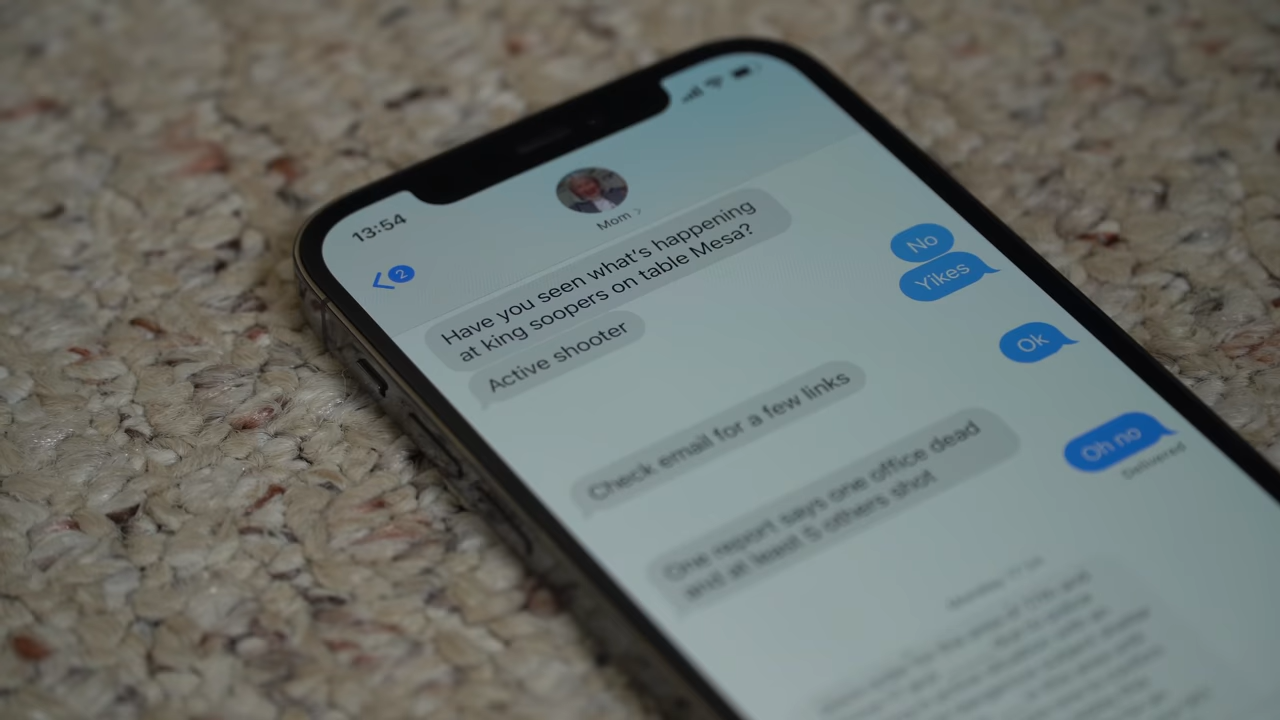 13:54
2
Mom
Have you seen what's happening
at king soopers on table Mesa?
Active shooter
No
Yikes
Check email for a few links
Ok
One report says one office dead
and at least 5 others shot
Oh no
Delivered